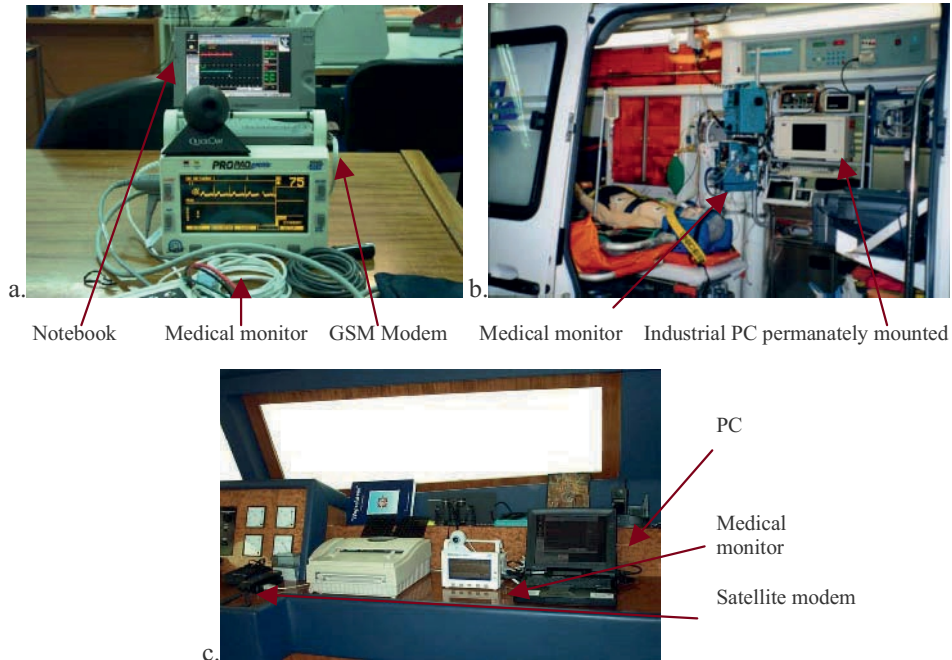 QUICKCAM
PROPAQ
75
a.
b.
Notebook
Medical monitor
GSM Modem
Medical monitor
Industrial PC permanately mounted
PC
Medical
monitor
Satellite modem
c.